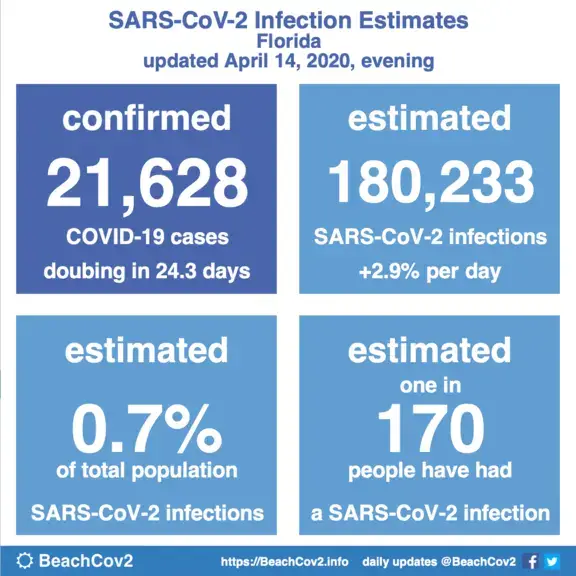 SARS-CoV-2 Infection Estimates
Florida
updated April 14, 2020, evening
confirmed
21,628
COVID-19 cases
doubing in 24.3 days
estimated
180,233
SARS-CoV-2 infections
+2.9% per day
estimated
0.7%
of total population
SARS-CoV-2 infections
estimated
one in
170
people have had
a SARS-CoV-2 infection
BeachCov2 https://BeachCov2.info daily updates @BeachCov2